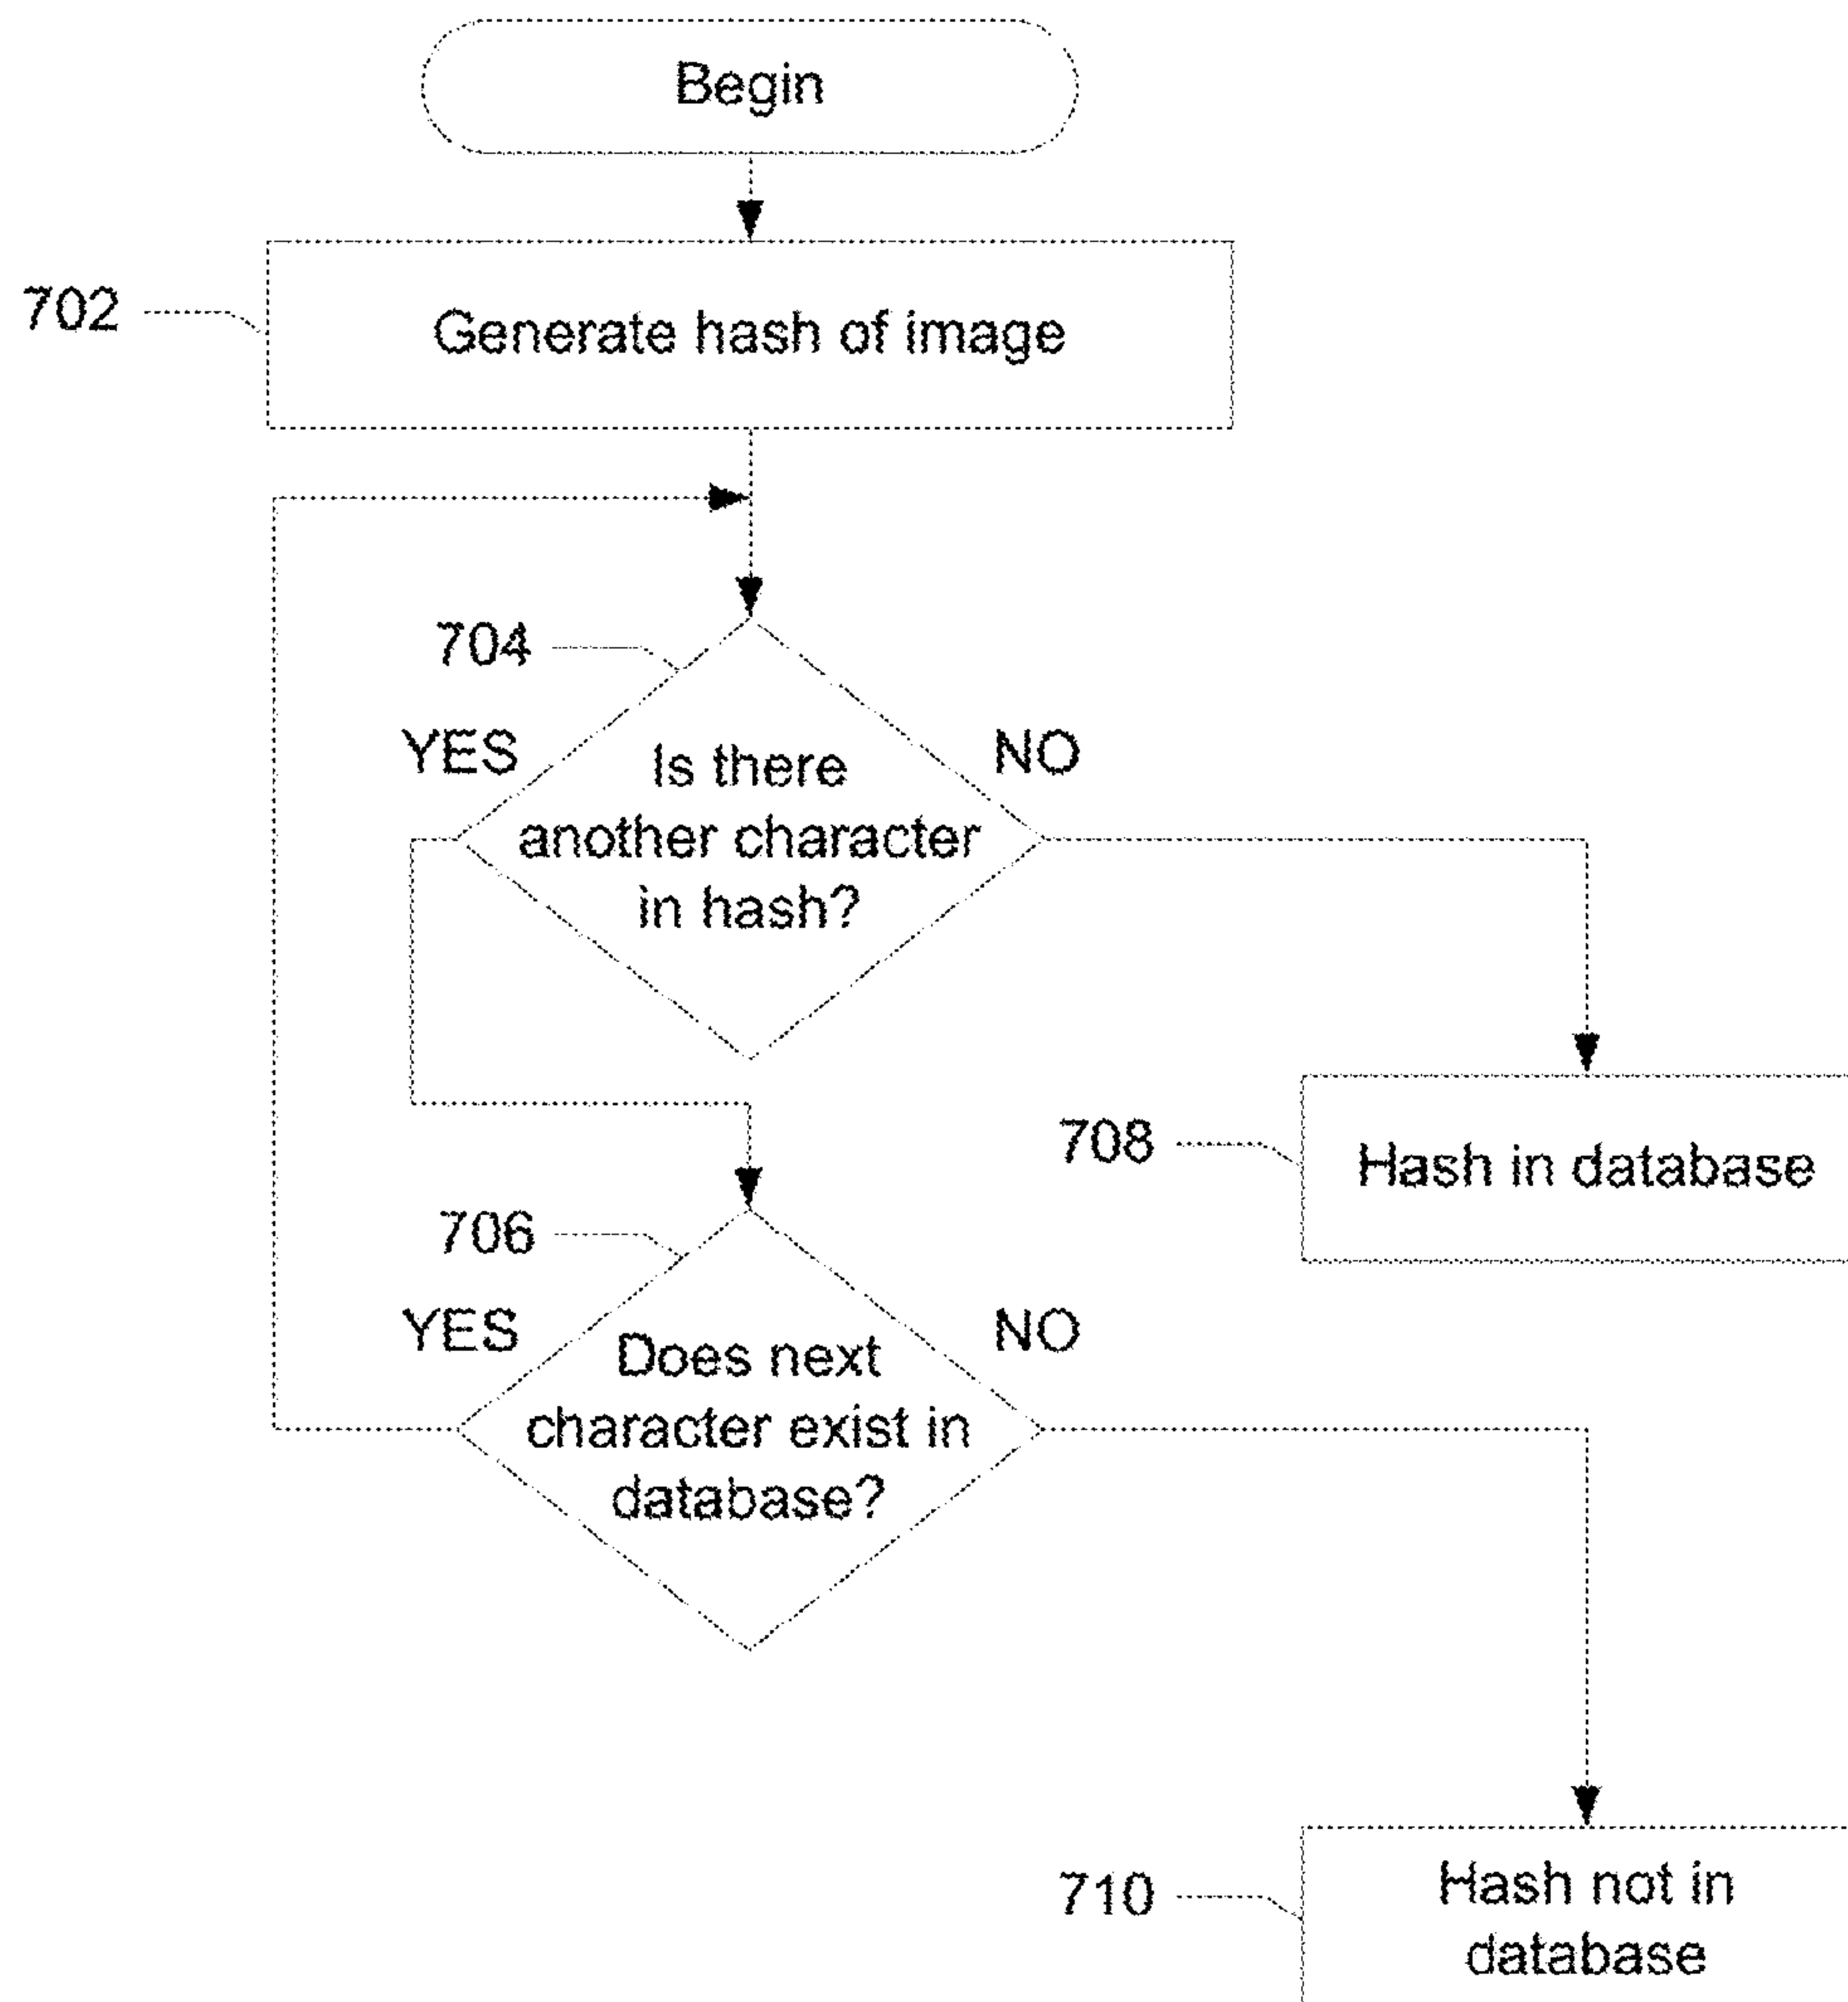 Begin
702
Generate hash of image
704
YES
NO
Is there
another character
in hash?
708
Hash in database
706
YES
NO
Does next
character exist in
database?
710
Hash not in
database